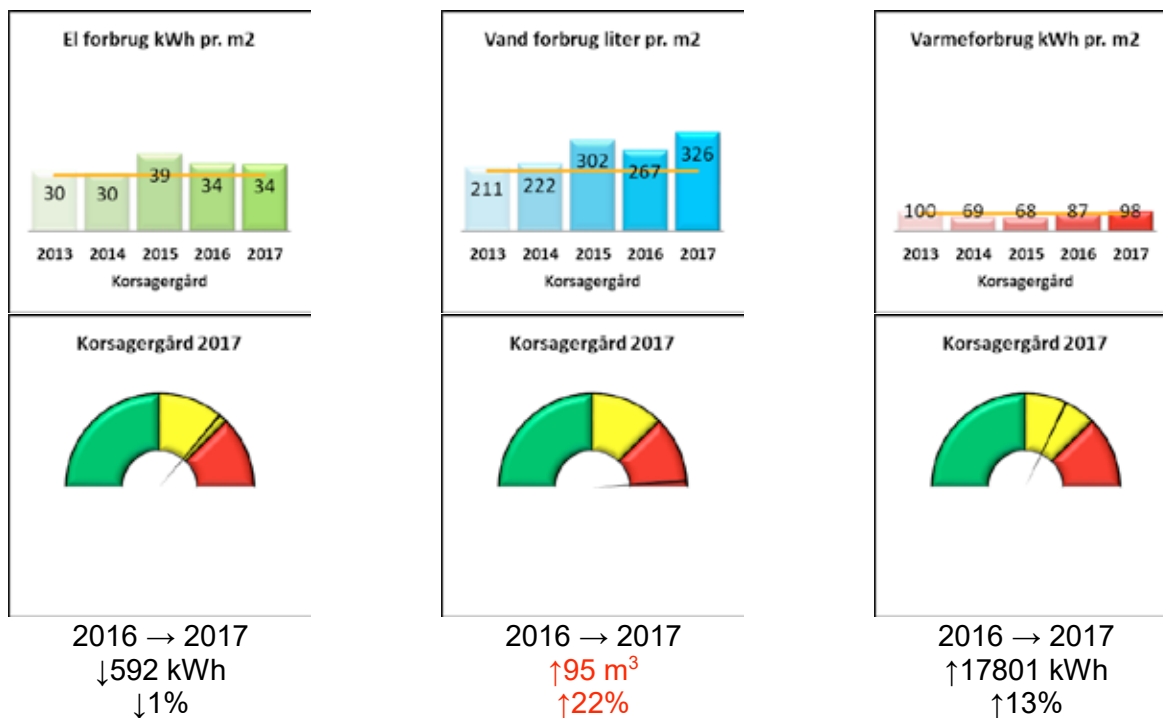 El forbrug kWh pr. m2
30 30 39 34 34
2013 2014 2015 2016 2017
Korsagergård
Vand forbrug liter pr. m2
211 222 302 267 326
2013 2014 2015 2016 2017
Korsagergård
Varmeforbrug kWh pr. m2
100 69 68 87 98
2013 2014 2015 2016 2017
Korsagergård
Korsagergård 2017
Korsagergård 2017
Korsagergård 2017
2016 → 2017
↓592 kWh
↓1%
2016 → 2017
↑95 m³
↑22%
2016 → 2017
↑17801 kWh
↑13%